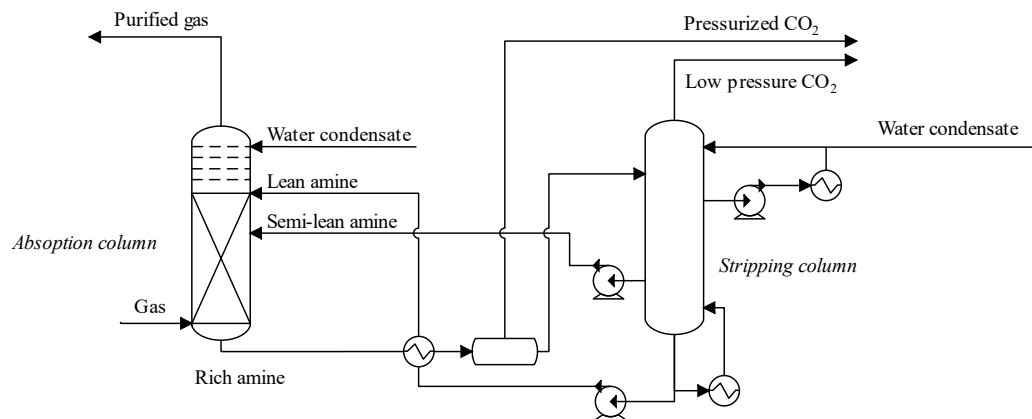 Purified gas
Pressurized CO₂
Low pressure CO₂
Water condensate
Water condensate
Lean amine
Semi-lean amine
Absoption column
Stripping column
Gas
Rich amine